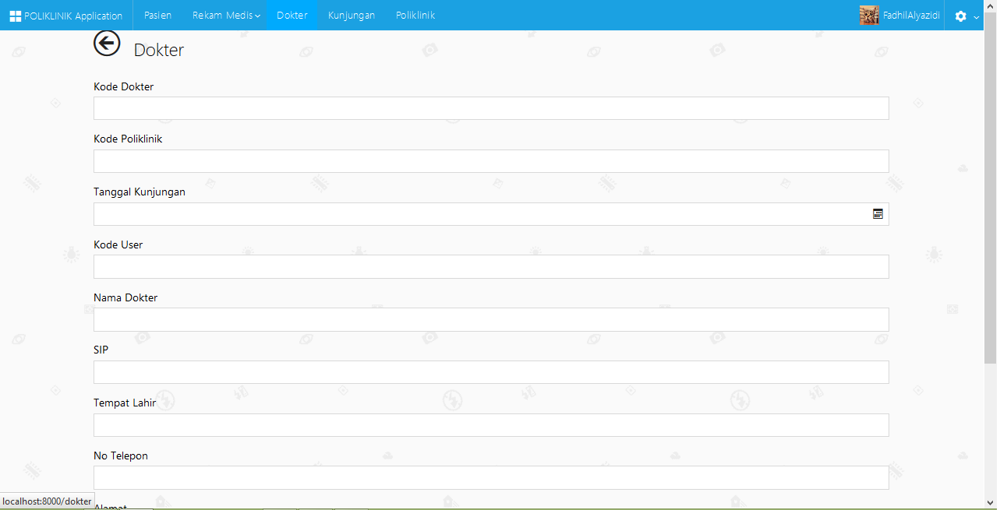 POLIKLINIK Application Pasien Rekam Medis Dokter Kunjungan Poliklinik FadhilAlyazidi
Dokter
Kode Dokter
Kode Poliklinik
Tanggal Kunjungan
Kode User
Nama Dokter
SIP
Tempat Lahir
No Telepon
localhost:8000/dokter
Alamat